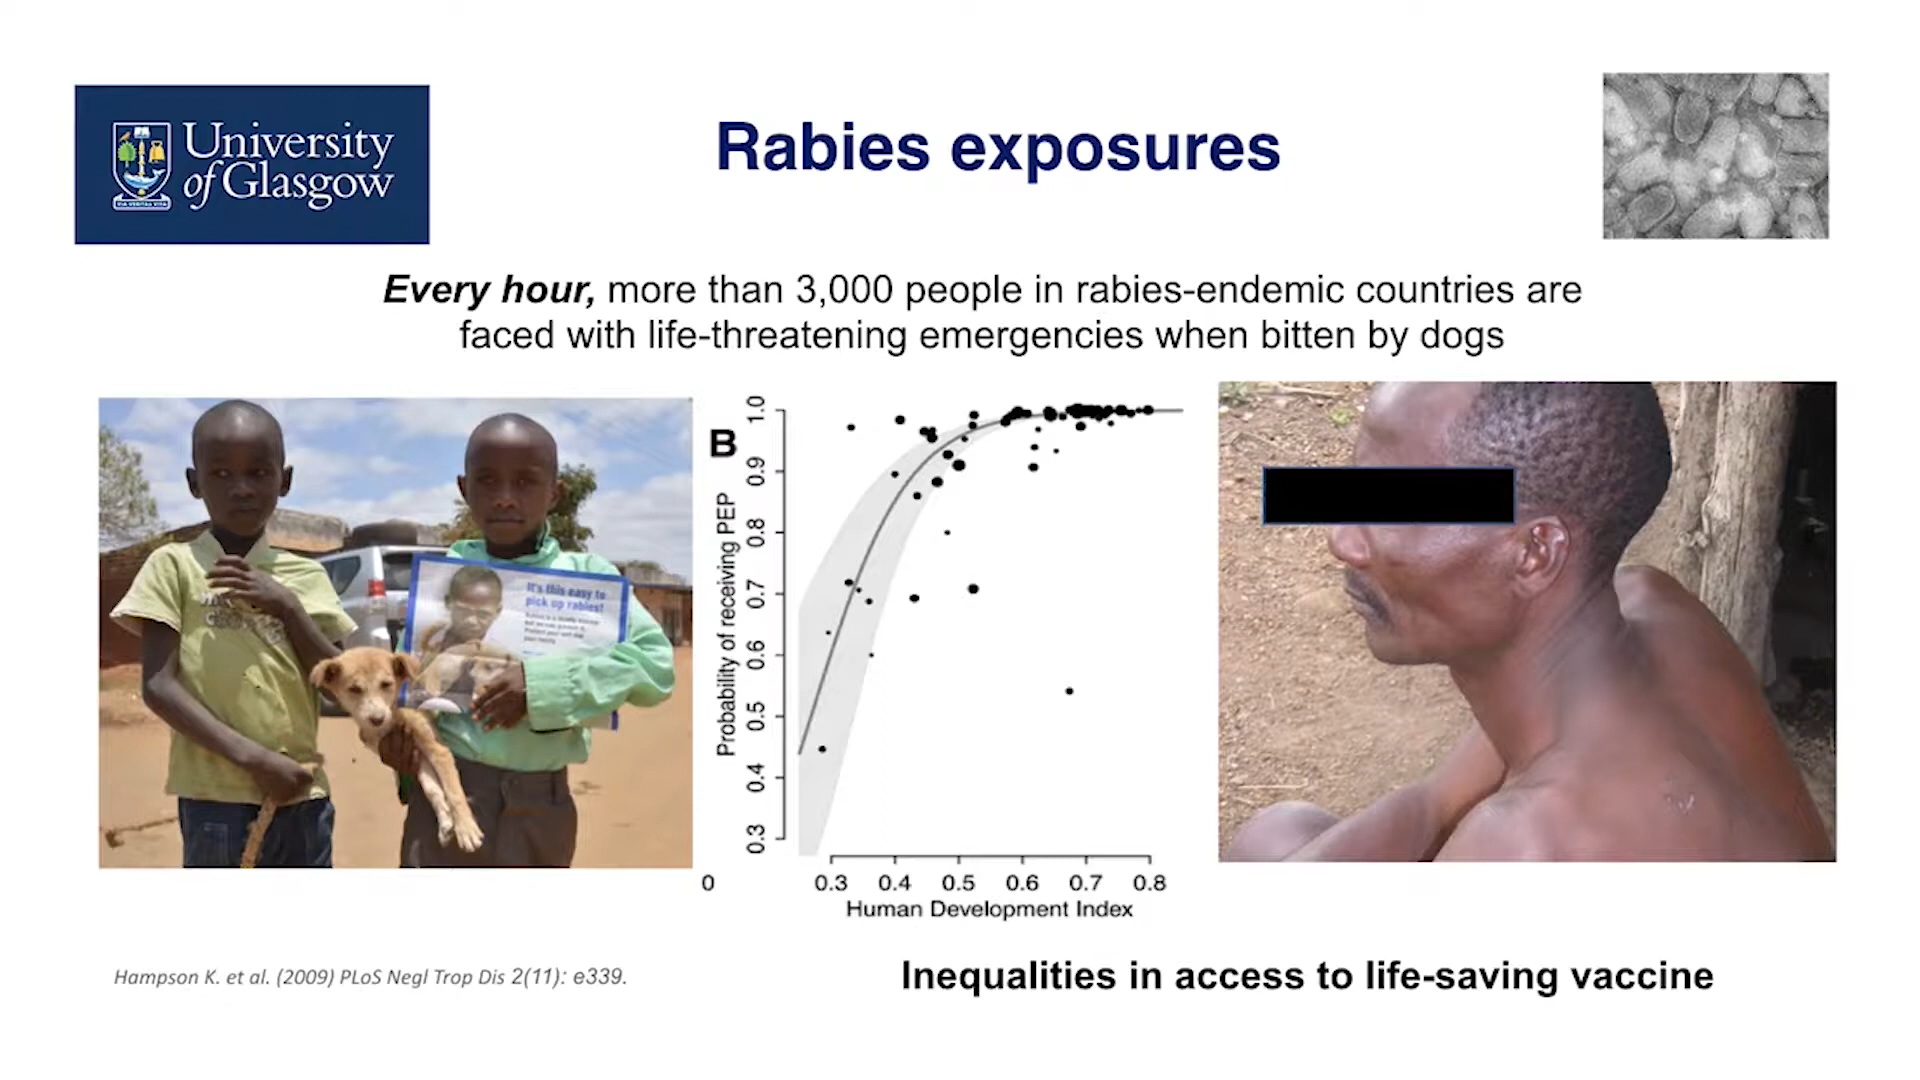 University
of Glasgow
VIA VERITAS VITA
Rabies exposures
Every hour, more than 3,000 people in rabies-endemic countries are
faced with life-threatening emergencies when bitten by dogs
It's this easy to
pick up rabies!
B
Probability of receiving PEP
1.0
0.9
0.8
0.7
0.6
0.5
0.4
0.3
0
0.3 0.4 0.5 0.6 0.7 0.8
Human Development Index
Hampson K. et al. (2009) PLoS Negl Trop Dis 2(11): e339.
Inequalities in access to life-saving vaccine